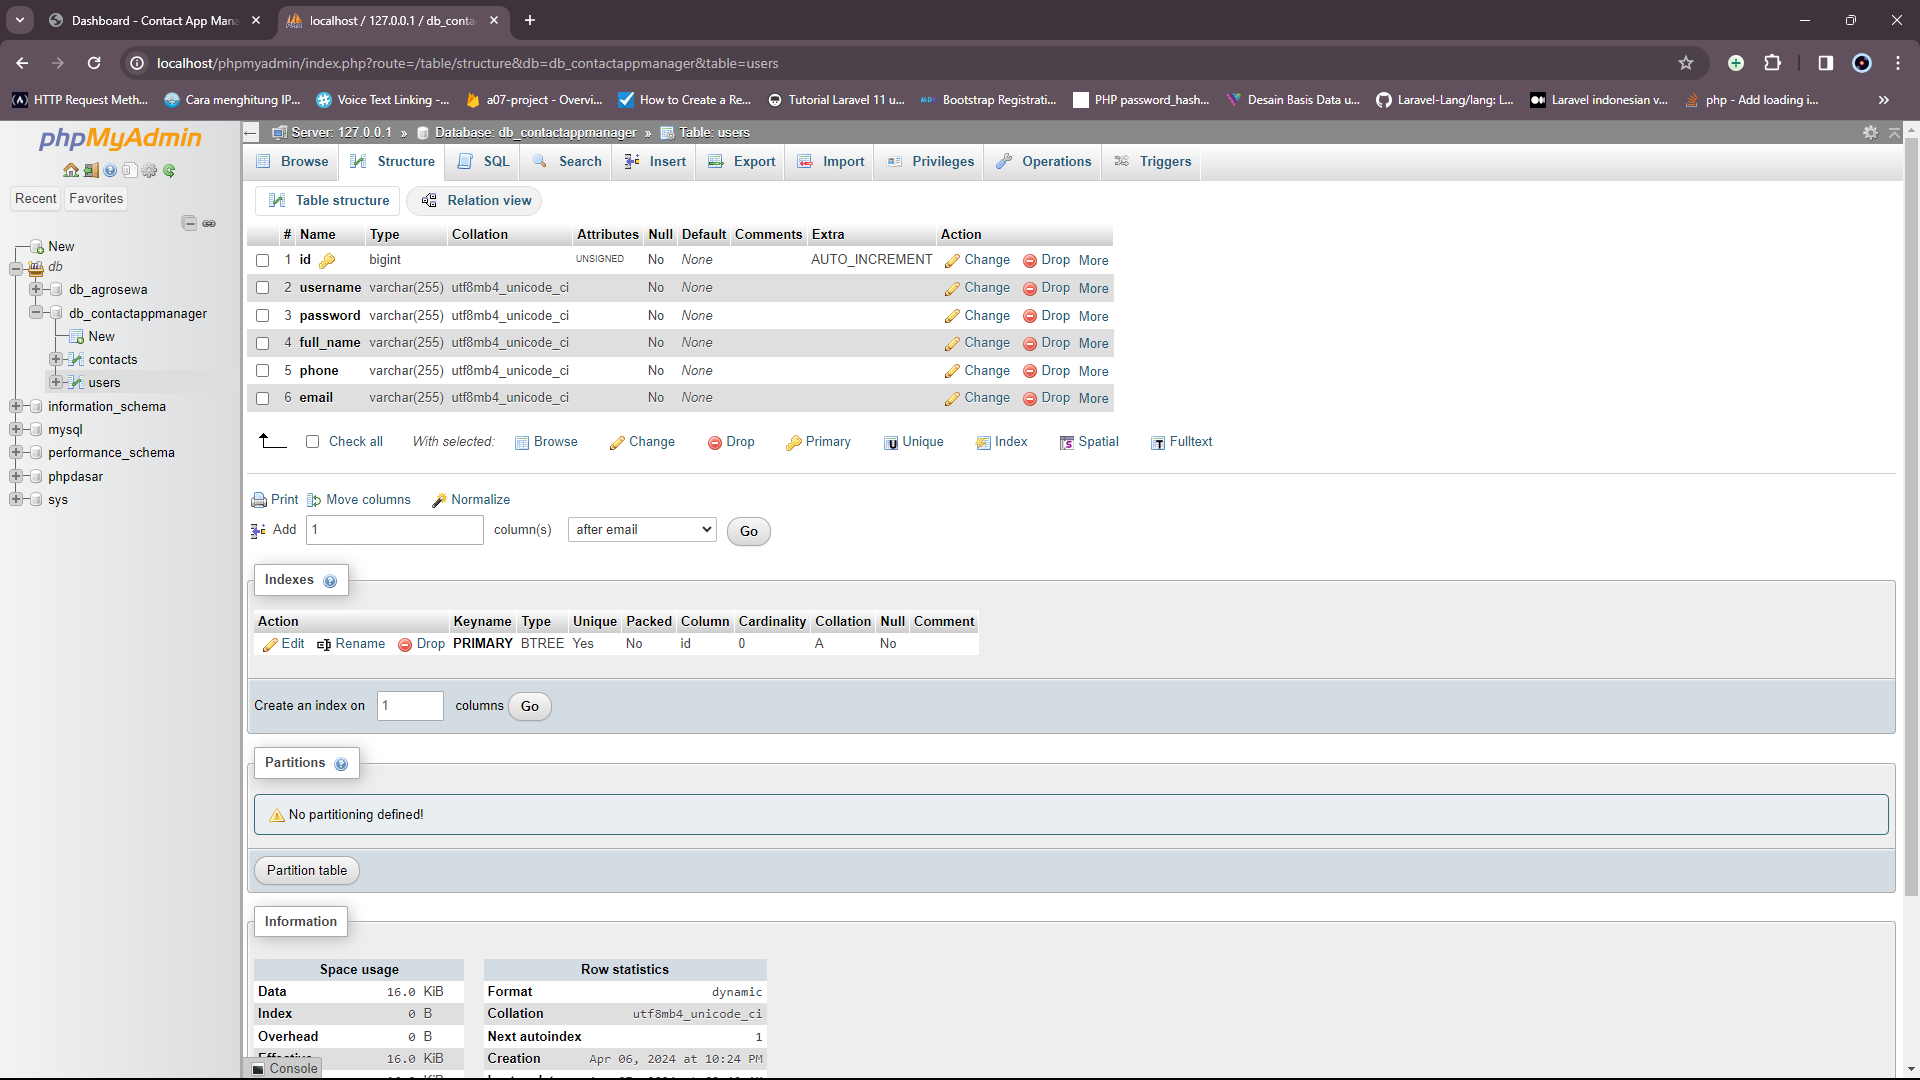 Dashboard - Contact App Mana
localhost / 127.0.0.1 / db_conta
localhost/phpmyadmin/index.php?route=/table/structure&db=db_contactappmanager&table=users
HTTP Request Meth...
Cara menghitung IP...
Voice Text Linking -...
a07-project - Overvi...
How to Create a Re...
Tutorial Laravel 11 u...
Bootstrap Registrati...
PHP password_hash...
Desain Basis Data u...
Laravel-Lang/lang: L...
Laravel indonesian v...
php - Add loading i...
phpMyAdmin
Recent Favorites
New
db
db_agrosewa
db_contactappmanager
New
contacts
users
information_schema
mysql
performance_schema
phpdasar
sys
Server: 127.0.0.1 » Database: db_contactappmanager » Table: users
Browse Structure SQL Search Insert Export Import Privileges Operations Triggers
Table structure Relation view
# Name Type Collation Attributes Null Default Comments Extra Action
1 id bigint UNSIGNED No None AUTO_INCREMENT Change Drop More
2 username varchar(255) utf8mb4_unicode_ci No None Change Drop More
3 password varchar(255) utf8mb4_unicode_ci No None Change Drop More
4 full_name varchar(255) utf8mb4_unicode_ci No None Change Drop More
5 phone varchar(255) utf8mb4_unicode_ci No None Change Drop More
6 email varchar(255) utf8mb4_unicode_ci No None Change Drop More
Check all With selected: Browse Change Drop Primary Unique Index Spatial Fulltext
Print Move columns Normalize
Add 1 column(s) after email Go
Indexes
Action Keyname Type Unique Packed Column Cardinality Collation Null Comment
Edit Rename Drop PRIMARY BTREE Yes No id 0 A No
Create an index on 1 columns Go
Partitions
No partitioning defined!
Partition table
Information
Space usage
Data 16.0 KiB
Index 0 B
Overhead 0 B
Effective 16.0 KiB
Row statistics
Format dynamic
Collation utf8mb4_unicode_ci
Next autoindex 1
Creation Apr 06, 2024 at 10:24 PM
Console